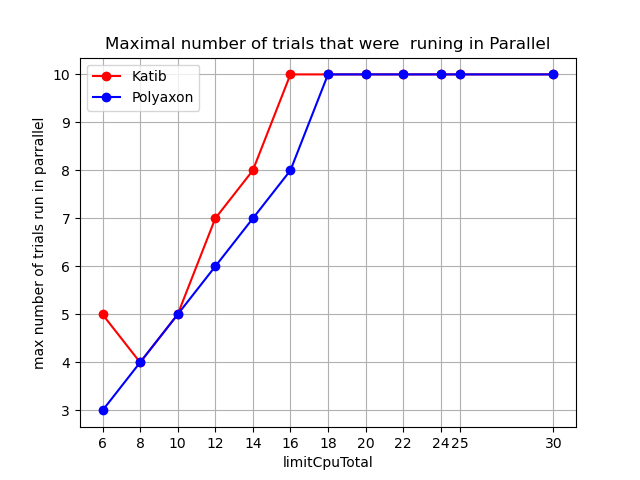 Maximal number of trials that were  runing in Parallel
Katib
Polyaxon
max number of trials run in parrallel
10
9
8
7
6
5
4
3
6 8 10 12 14 16 18 20 22 24 25 30
limitCpuTotal